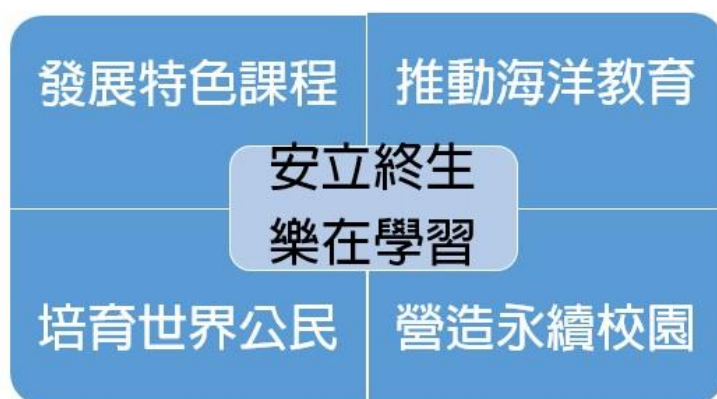 發展特色課程
推動海洋教育
安立終生
樂在學習
培育世界公民
營造永續校園